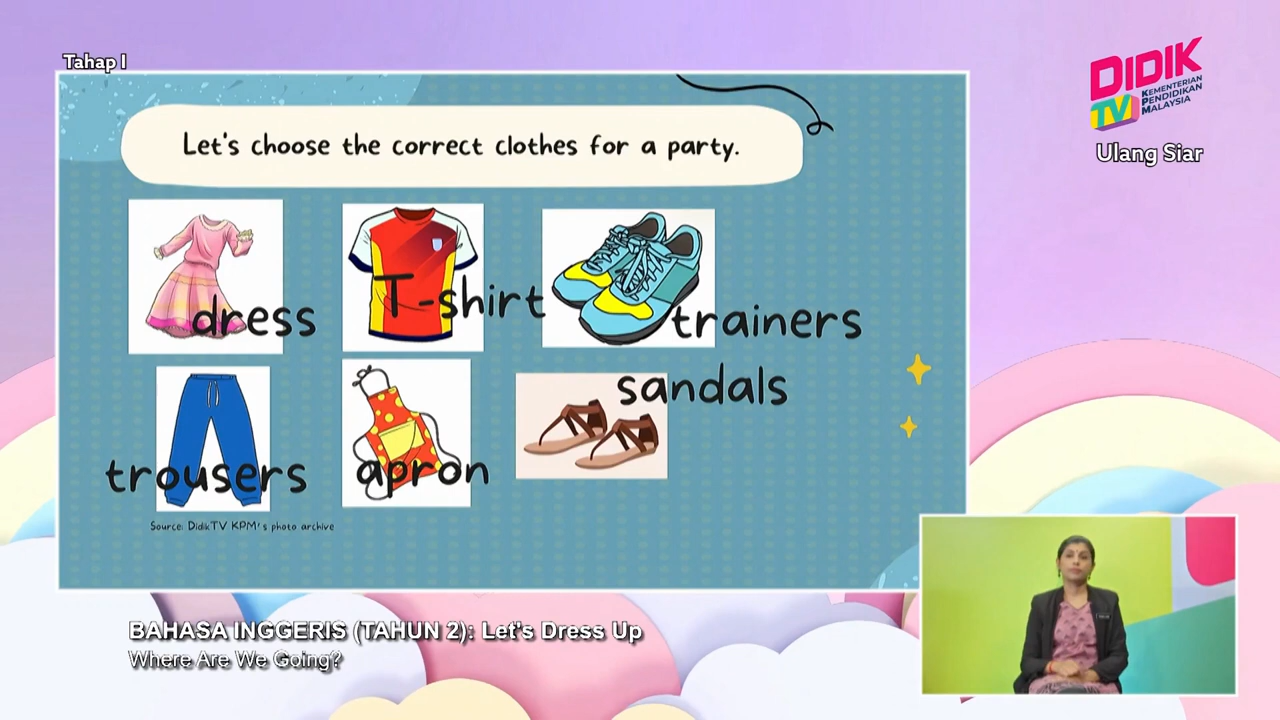 Tahap I
DIDIK
TV
KEMENTERIAN
PENDIDIKAN
MALAYSIA
Ulang Siar
Let's choose the correct clothes for a party.
dress
T-shirt
trainers
trousers
apron
sandals
Source: DidikTV KPM's photo archive
BAHASA INGGERIS (TAHUN 2): Let's Dress Up
Where Are We Going?